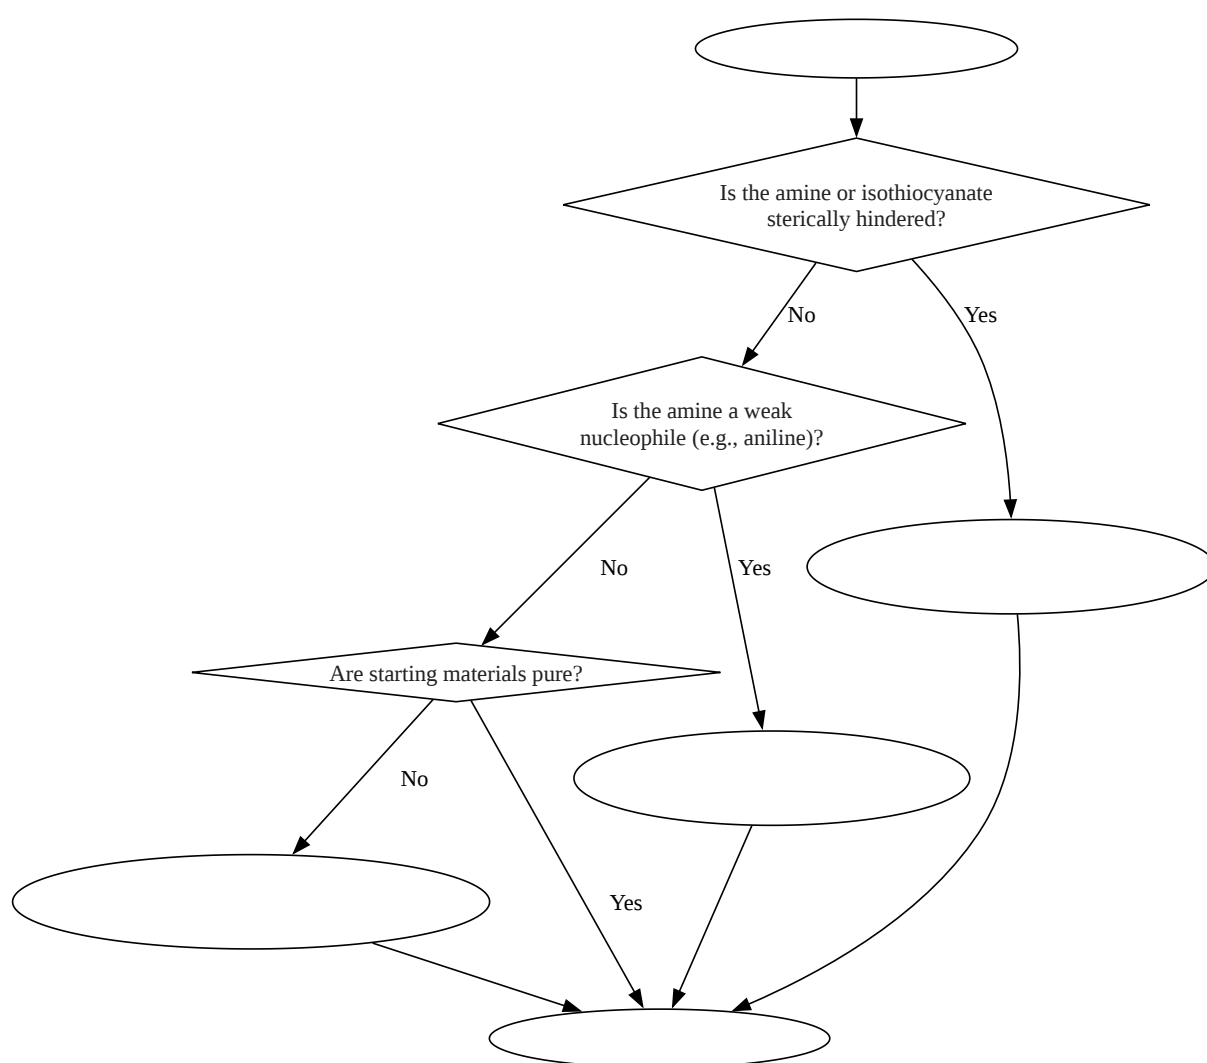 Is the amine or isothiocyanate
sterically hindered?
No
Yes
Is the amine a weak
nucleophile (e.g., aniline)?
No
Yes
Are starting materials pure?
No
Yes